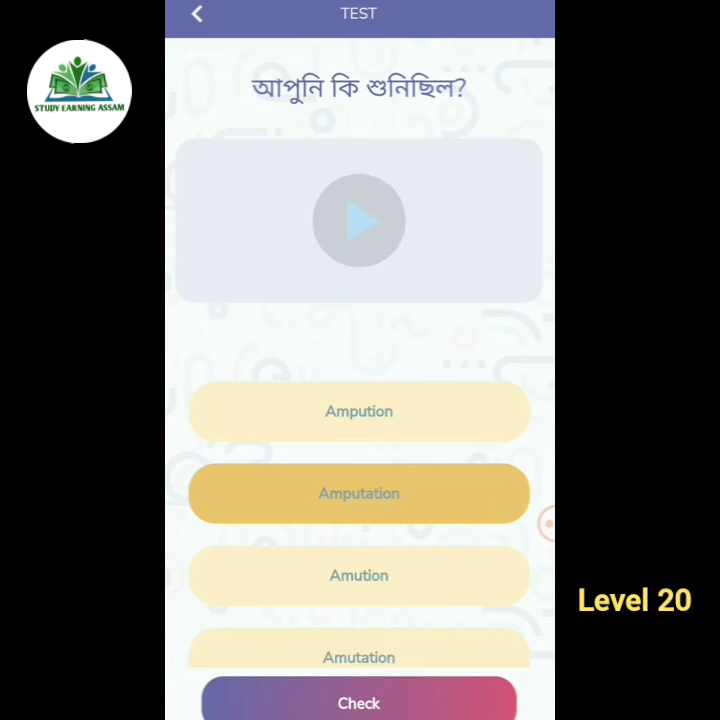 TEST
STUDY EARNING ASSAM
আপুনি কি শুনিছিল?
Ampution
Amputation
Amution
Amutation
Level 20
Check